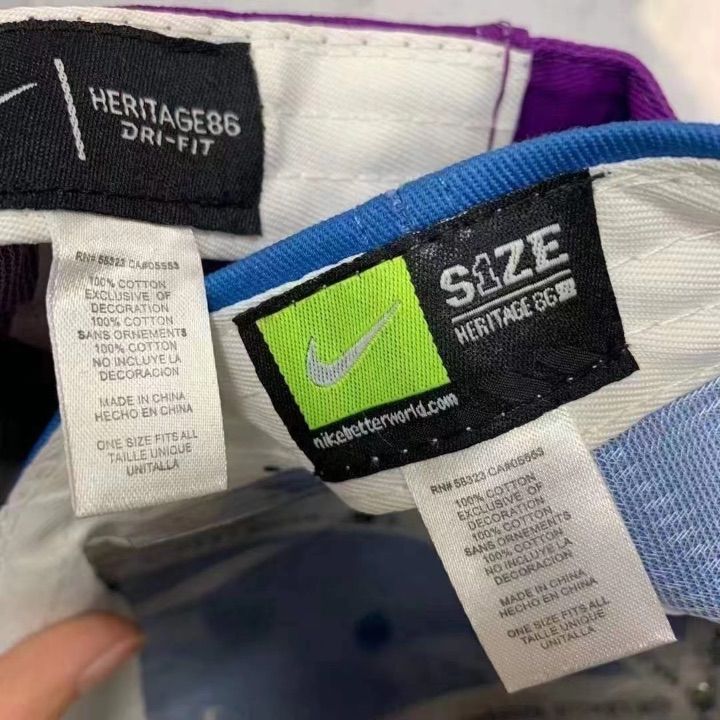 HERITAGE86
DRI-FIT
RN# 55323 CA#05553
100% COTTON
EXCLUSIVE OF
DECORATION
100% COTTON
SANS ORNEMENTS
100% COTTON
NO INCLUYE LA
DECORACION
MADE IN CHINA
HECHO EN CHINA
ONE SIZE FITS ALL
TAILLE UNIQUE
UNITALLA
S1ZE
HERITAGE 86
nikebetterworld.com
RN# 55323 CA#05553
100% COTTON
EXCLUSIVE OF
DECORATION
100% COTTON
SANS ORNEMENTS
100% COTTON
NO INCLUYE LA
DECORACION
MADE IN CHINA
HECHO EN CHINA
ONE SIZE FITS ALL
TAILLE UNIQUE
UNITALLA